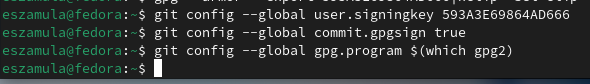 eszamula@fedora:~$ git config --global user.signingkey 593A3E69864AD666
eszamula@fedora:~$ git config --global commit.gpgsign true
eszamula@fedora:~$ git config --global gpg.program $(which gpg2)
eszamula@fedora:~$